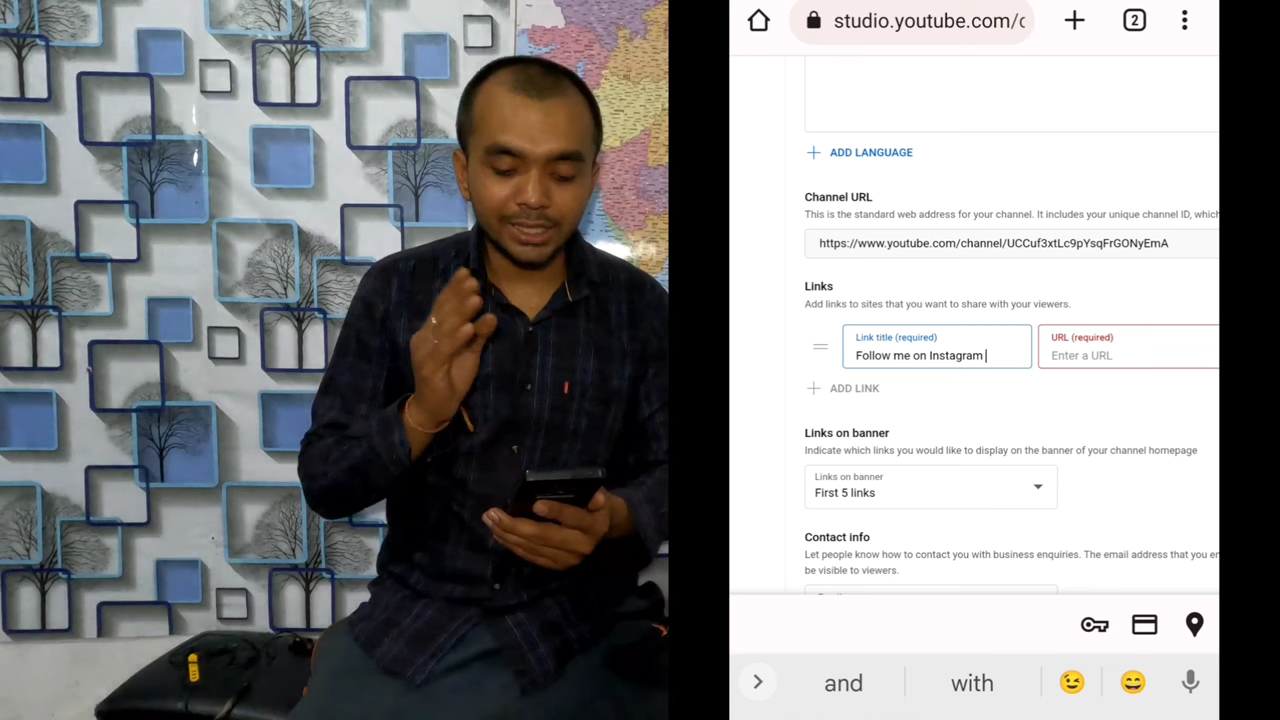 studio.youtube.com/c
2
ADD LANGUAGE
Channel URL
This is the standard web address for your channel. It includes your unique channel ID, which
https://www.youtube.com/channel/UCCuf3xtLc9pYsqFrGONyEmA
Links
Add links to sites that you want to share with your viewers.
Link title (required)
Follow me on Instagram
URL (required)
Enter a URL
ADD LINK
Links on banner
Indicate which links you would like to display on the banner of your channel homepage
Links on banner
First 5 links
Contact info
Let people know how to contact you with business enquiries. The email address that you en
be visible to viewers.
and
with